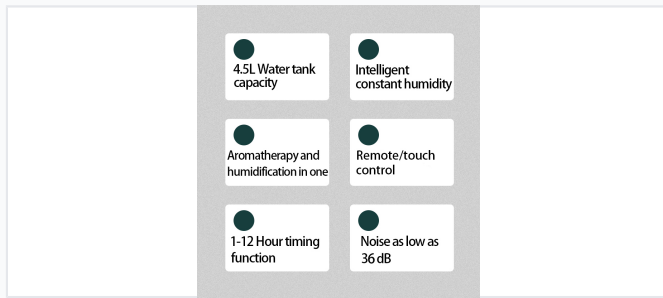 4.5L Water tank
capacity
Intelligent
constant humidity
Aromatherapy and
humidification in one
Remote/touch
control
1-12 Hour timing
function
Noise as low as
36 dB